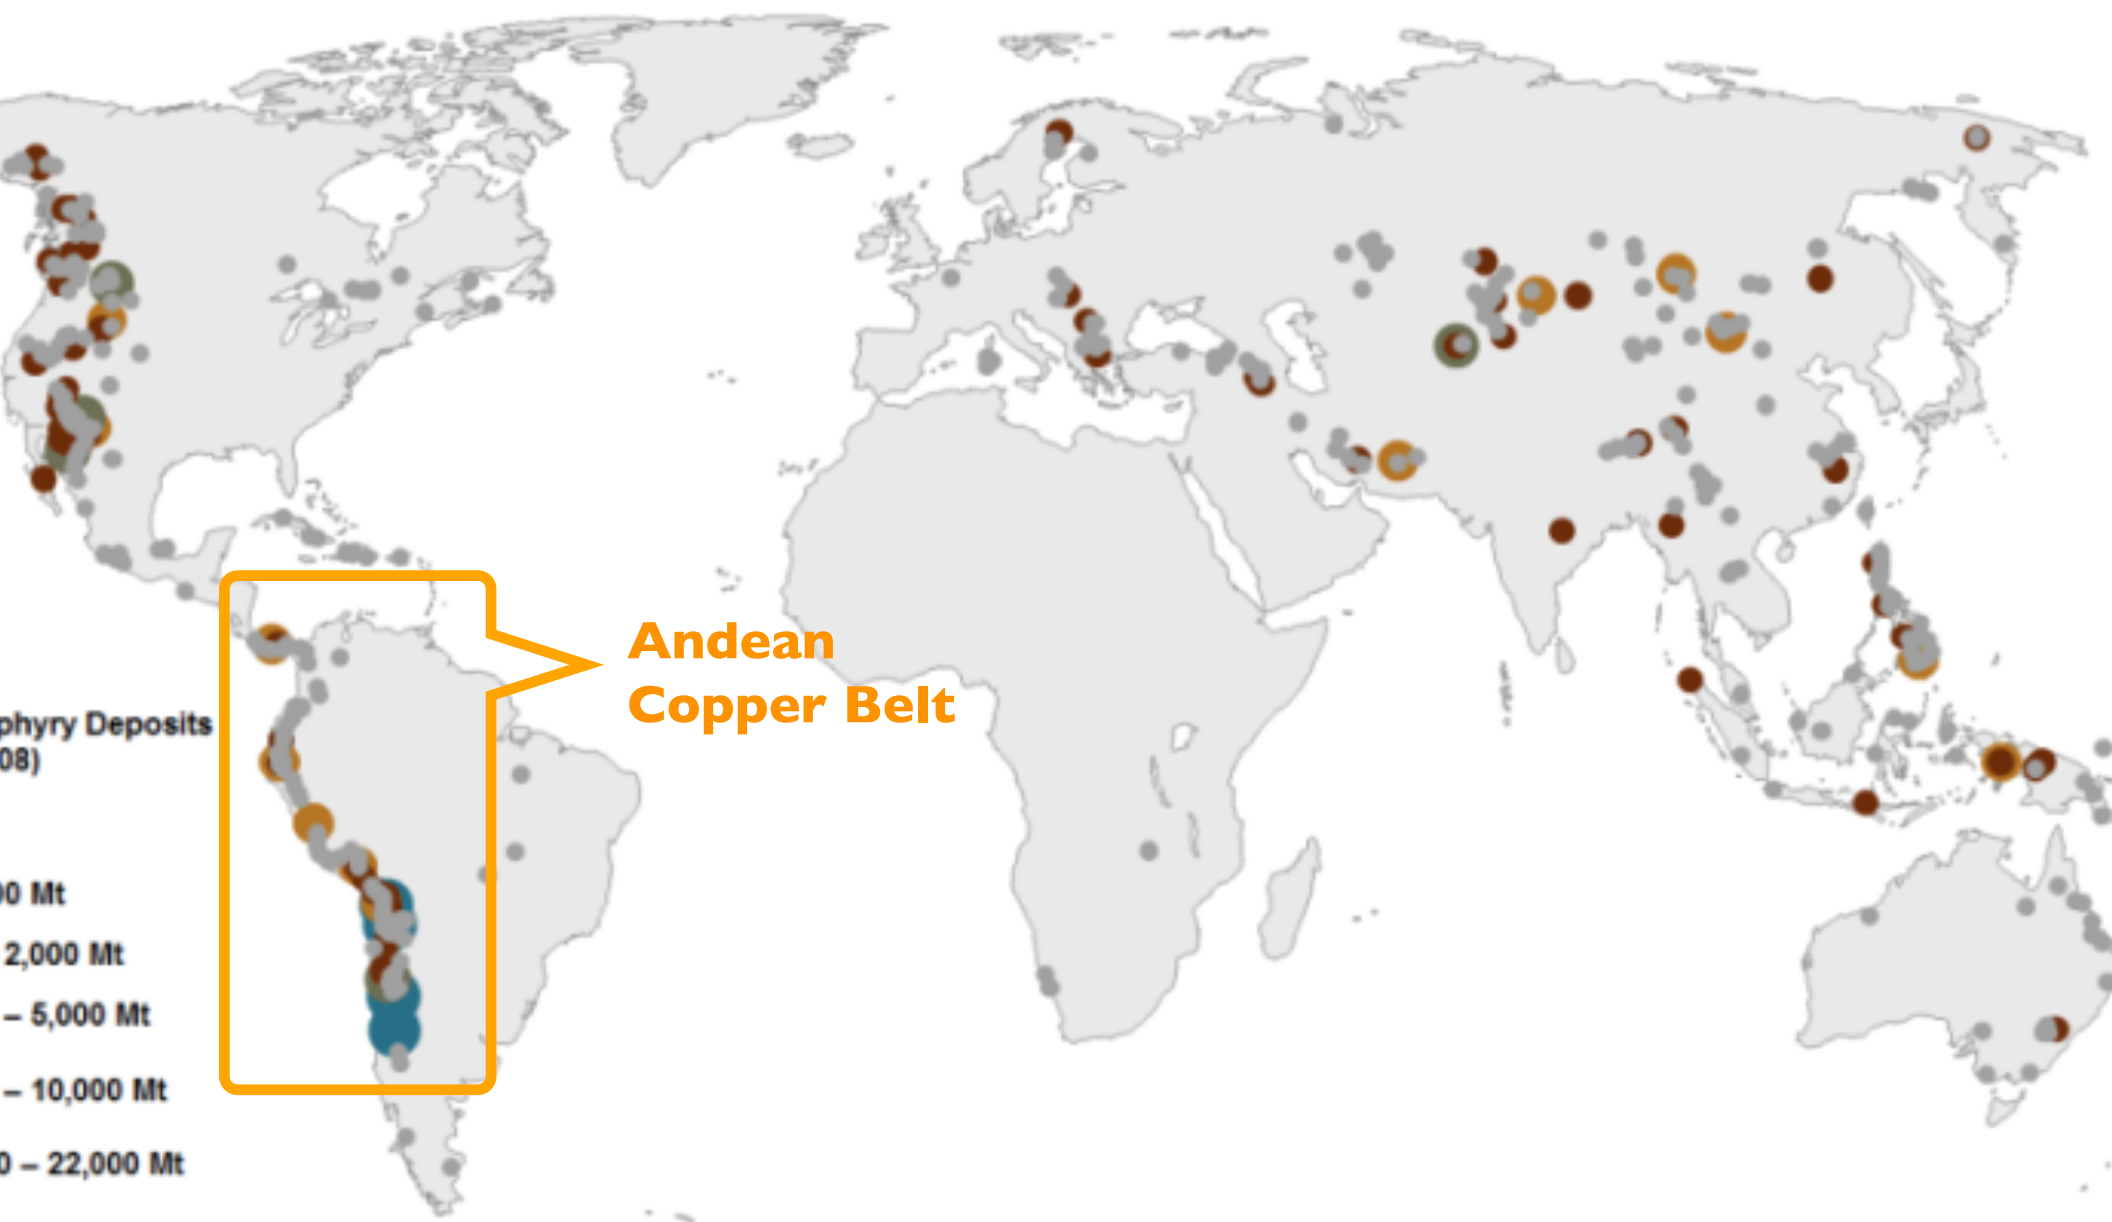 Andean
Copper Belt
phyry Deposits
08)
00 Mt
2,000 Mt
– 5,000 Mt
– 10,000 Mt
0 – 22,000 Mt